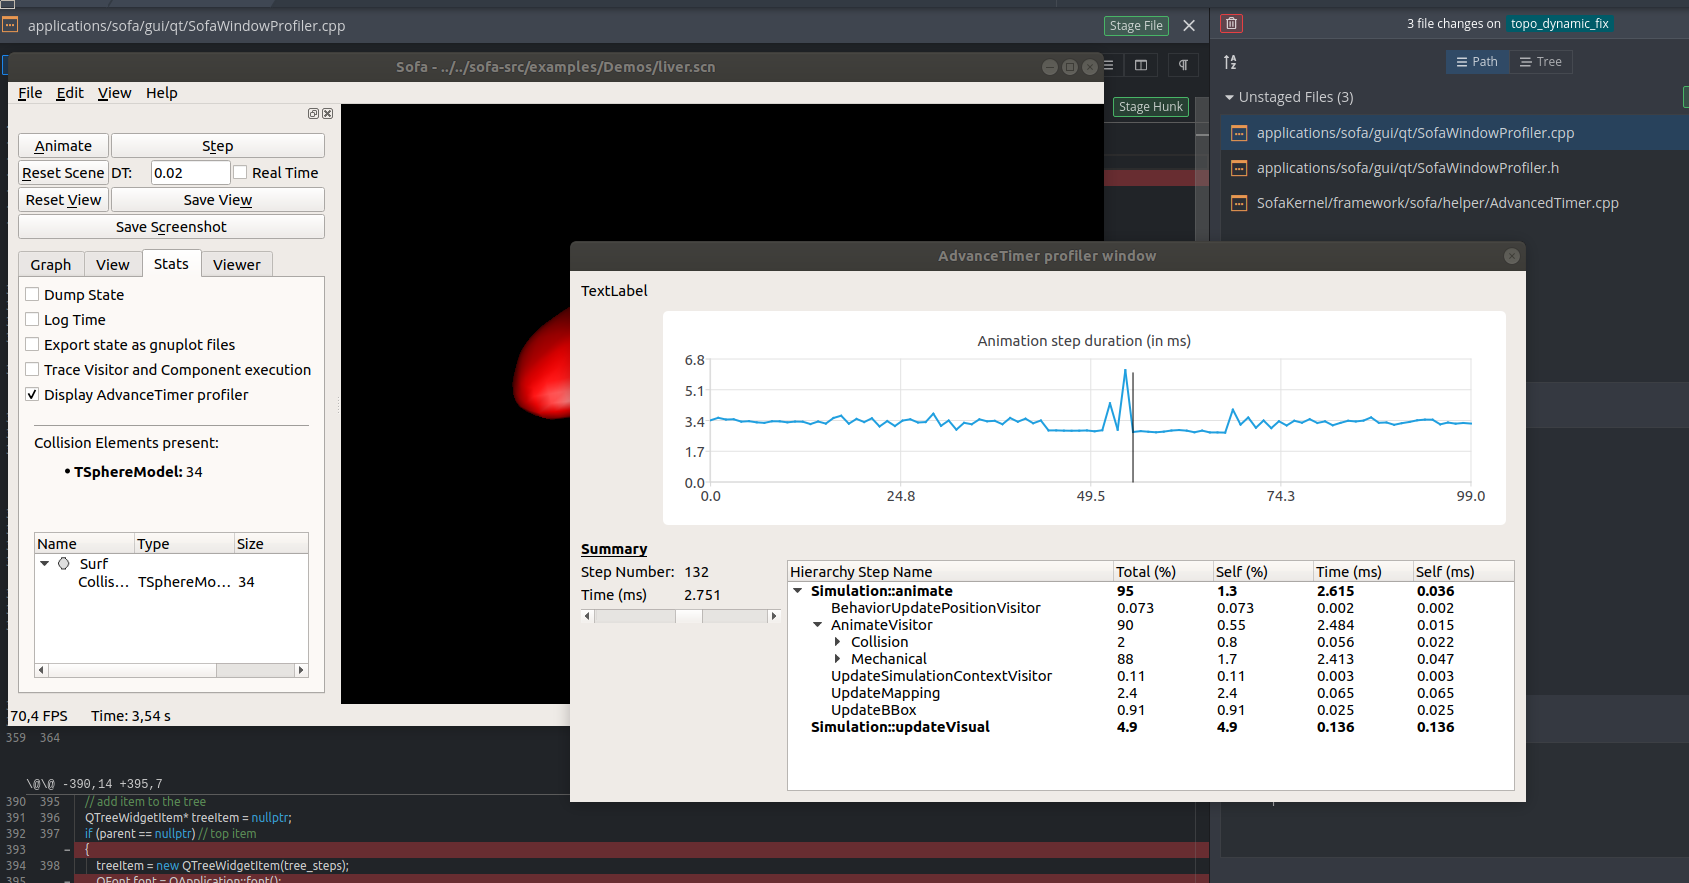 applications/sofa/gui/qt/SofaWindowProfiler.cpp
Stage File
3 file changes on topo_dynamic_fix
Path
Tree
Unstaged Files (3)
applications/sofa/gui/qt/SofaWindowProfiler.cpp
applications/sofa/gui/qt/SofaWindowProfiler.h
SofaKernel/framework/sofa/helper/AdvancedTimer.cpp
Stage Hunk
Sofa - ../../sofa-src/examples/Demos/liver.scn
File Edit View Help
Animate Step
Reset Scene DT: 0.02 Real Time
Reset View Save View
Save Screenshot
Graph View Stats Viewer
Dump State
Log Time
Export state as gnuplot files
Trace Visitor and Component execution
Display AdvanceTimer profiler
Collision Elements present:
• TSphereModel: 34
Name Type Size
Surf
Collis... TSphereMo... 34
70,4 FPS Time: 3,54 s
AdvanceTimer profiler window
TextLabel
Animation step duration (in ms)
6.8
5.1
3.4
1.7
0.0
0.0 24.8 49.5 74.3 99.0
Summary
Step Number: 132
Time (ms) 2.751
Hierarchy Step Name Total (%) Self (%) Time (ms) Self (ms)
Simulation::animate 95 1.3 2.615 0.036
BehaviorUpdatePositionVisitor 0.073 0.073 0.002 0.002
AnimateVisitor 90 0.55 2.484 0.015
Collision 2 0.8 0.056 0.022
Mechanical 88 1.7 2.413 0.047
UpdateSimulationContextVisitor 0.11 0.11 0.003 0.003
UpdateMapping 2.4 2.4 0.065 0.065
UpdateBBox 0.91 0.91 0.025 0.025
Simulation::updateVisual 4.9 4.9 0.136 0.136
359 364
\@\@ -390,14 +395,7
390 395 // add item to the tree
391 396 QTreeWidgetItem* treeItem = nullptr;
392 397 if (parent == nullptr) // top item
393 - {
394 398 treeItem = new QTreeWidgetItem(tree_steps);
395 - QFont font = QApplication::font();